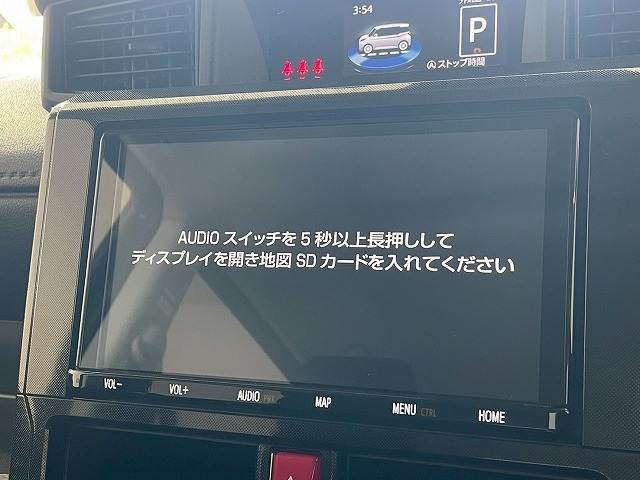 3:54
P
ストップ時間
AUDIO スイッチを 5 秒以上長押しして
ディスプレイを開き地図 SD カードを入れてください
VOL−
VOL+
AUDIO PWR
MAP
MENU CTRL
HOME